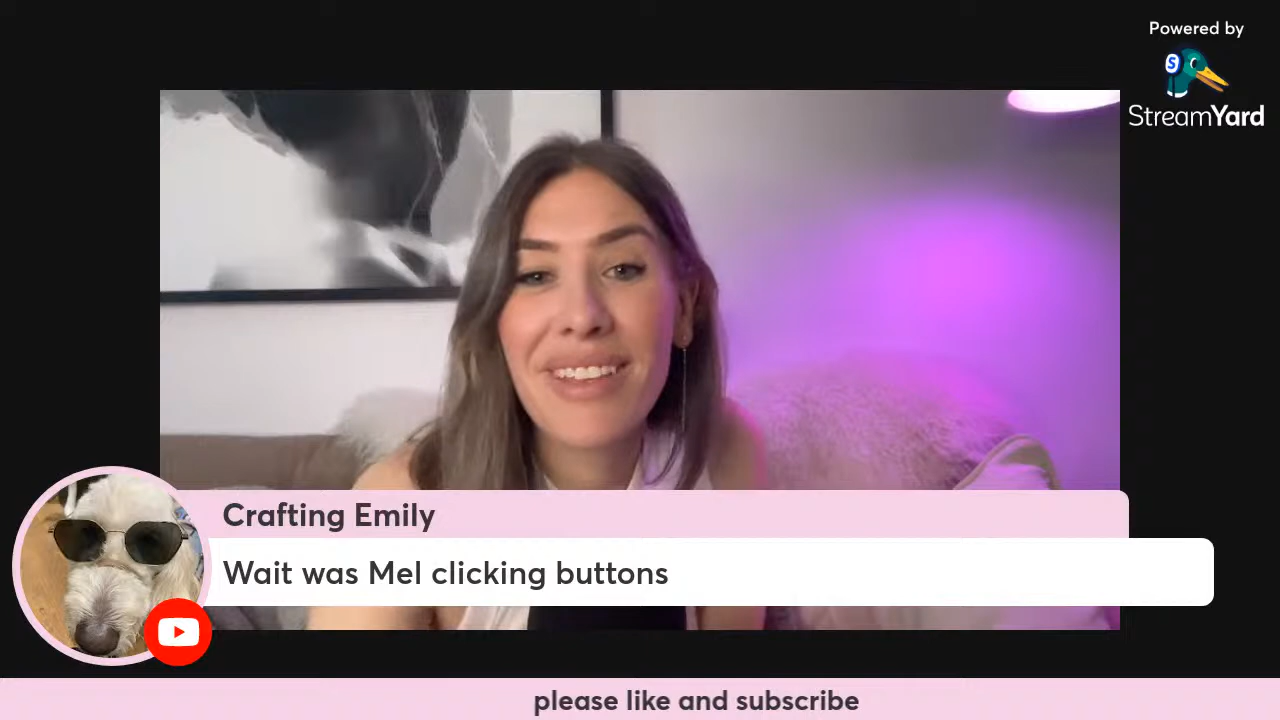 Powered by
S
StreamYard
Crafting Emily
Wait was Mel clicking buttons
please like and subscribe